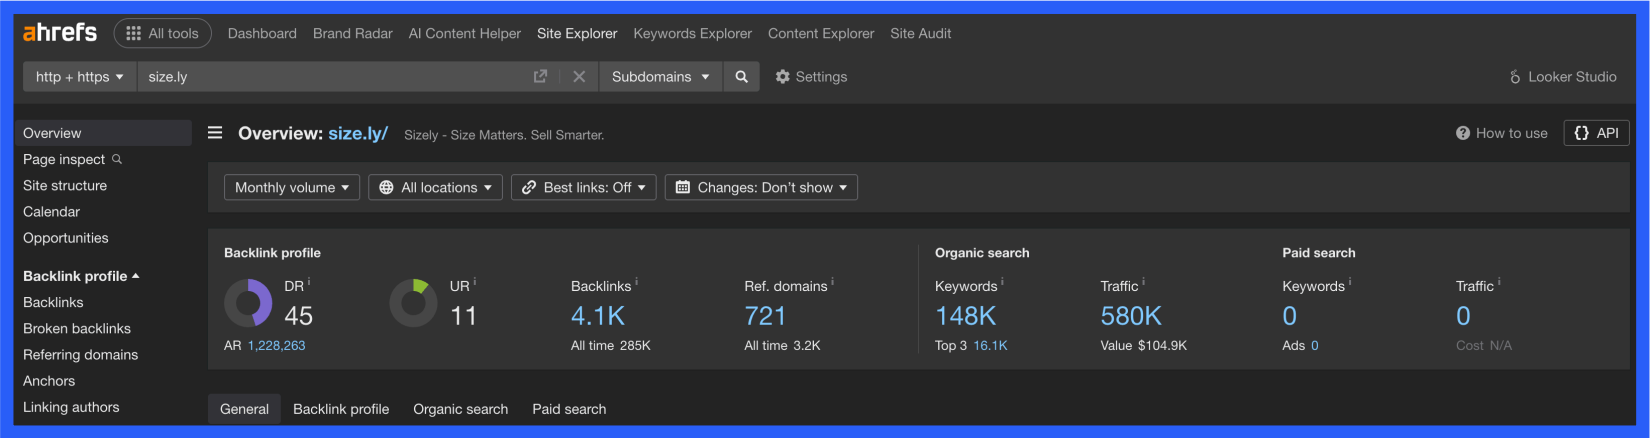 ahrefs All tools Dashboard Brand Radar AI Content Helper Site Explorer Keywords Explorer Content Explorer Site Audit
http + https size.ly Subdomains Settings Looker Studio
Overview
Page inspect
Site structure
Calendar
Opportunities
Backlink profile
Backlinks
Broken backlinks
Referring domains
Anchors
Linking authors
Overview: size.ly/ Sizely - Size Matters. Sell Smarter. How to use {} API
Monthly volume All locations Best links: Off Changes: Don't show
Backlink profile
DR i
45
AR 1,228,263
UR i
11
Backlinks i
4.1K
All time 285K
Ref. domains i
721
All time 3.2K
Organic search
Keywords i
148K
Top 3 16.1K
Traffic i
580K
Value $104.9K
Paid search
Keywords i
0
Ads 0
Traffic i
0
Cost N/A
General Backlink profile Organic search Paid search